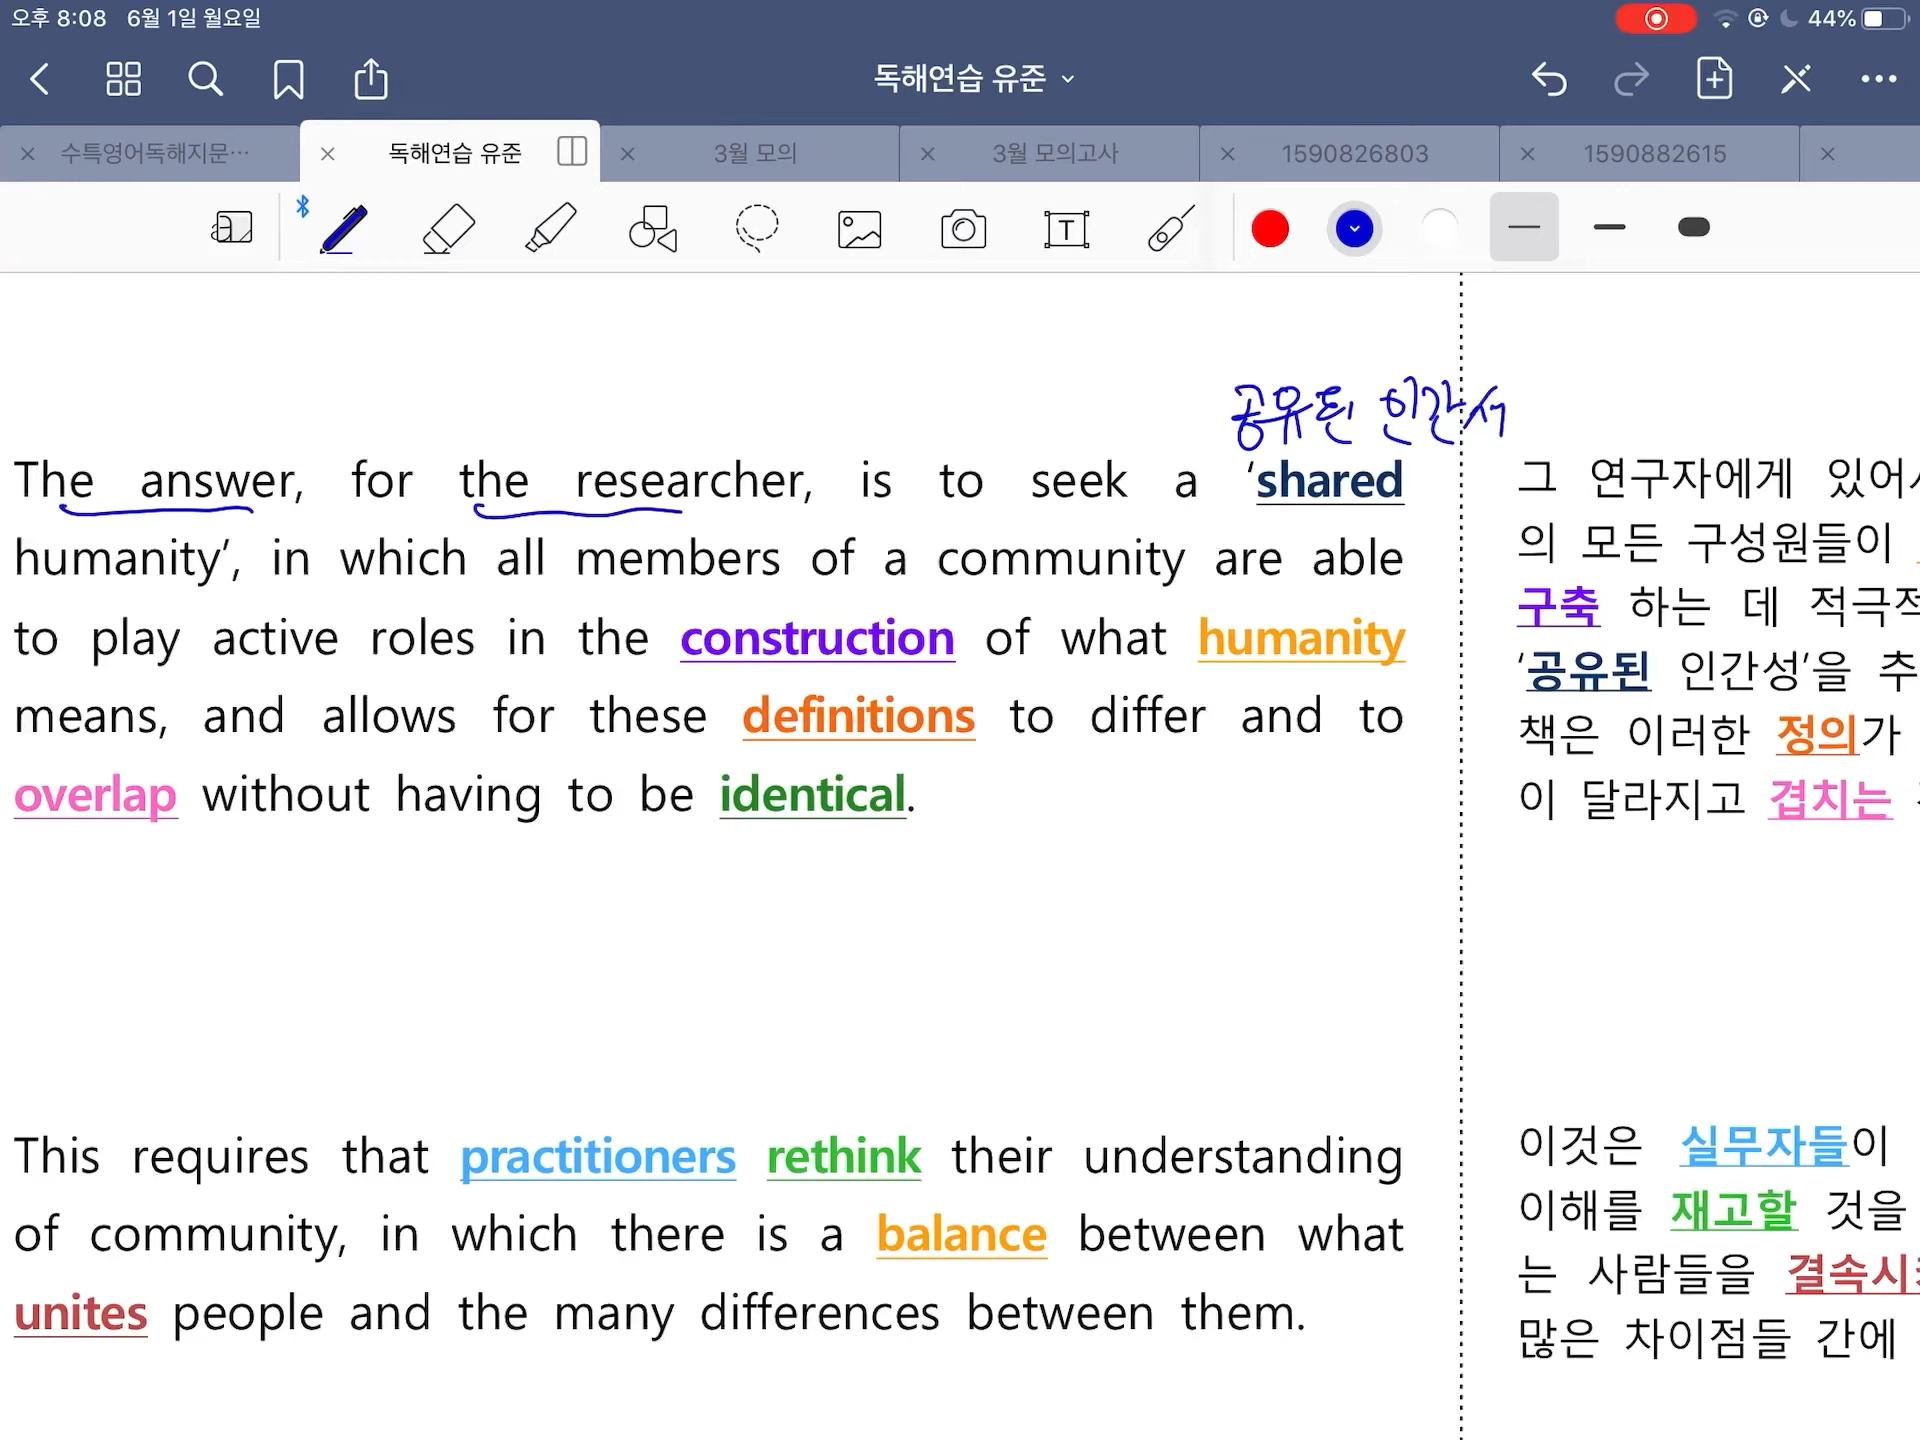 오후 8:08 6월 1일 월요일
44%
독해연습 유준
수특영어독해지문…
독해연습 유준
3월 모의
3월 모의고사
1590826803
1590882615
공유된 인간서
The answer, for the researcher, is to seek a ‘shared
humanity’, in which all members of a community are able
to play active roles in the construction of what humanity
means, and allows for these definitions to differ and to
overlap without having to be identical.
This requires that practitioners rethink their understanding
of community, in which there is a balance between what
unites people and the many differences between them.
그 연구자에게 있어
의 모든 구성원들이
구축 하는 데 적극적
‘공유된 인간성’을 추
책은 이러한 정의가
이 달라지고 겹치는
이것은 실무자들이
이해를 재고할 것을
는 사람들을 결속시
많은 차이점들 간에